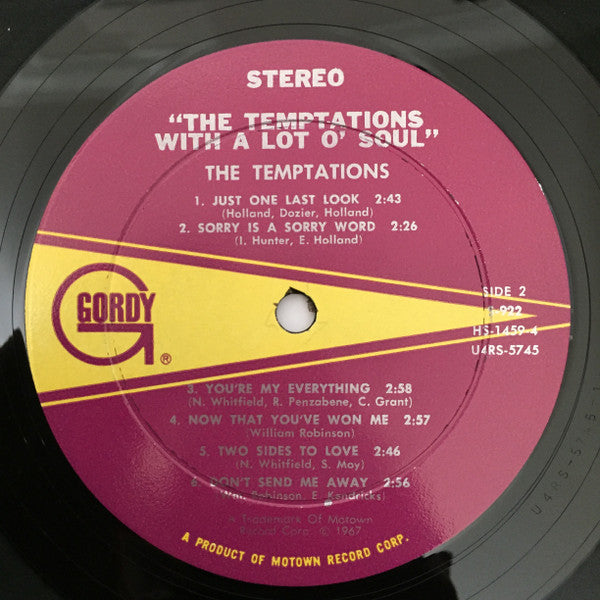 STEREO
"THE TEMPTATIONS
WITH A LOT O' SOUL"
THE TEMPTATIONS
1. JUST ONE LAST LOOK 2:43
(Holland, Dozier, Holland)
2. SORRY IS A SORRY WORD 2:26
(I. Hunter, E. Holland)
GORDY
®
SIDE 2
922
HS-1459-4
U4RS-5745
3. YOU'RE MY EVERYTHING 2:58
(N. Whitfield, R. Penzabene, C. Grant)
4. NOW THAT YOU'VE WON ME 2:57
(William Robinson)
5. TWO SIDES TO LOVE 2:46
(N. Whitfield, S. Moy)
6. DON'T SEND ME AWAY 2:56
(Wm. Robinson, E. Kendricks)
A Trademark Of Motown
Record Corp. © 1967
A PRODUCT OF MOTOWN RECORD CORP.